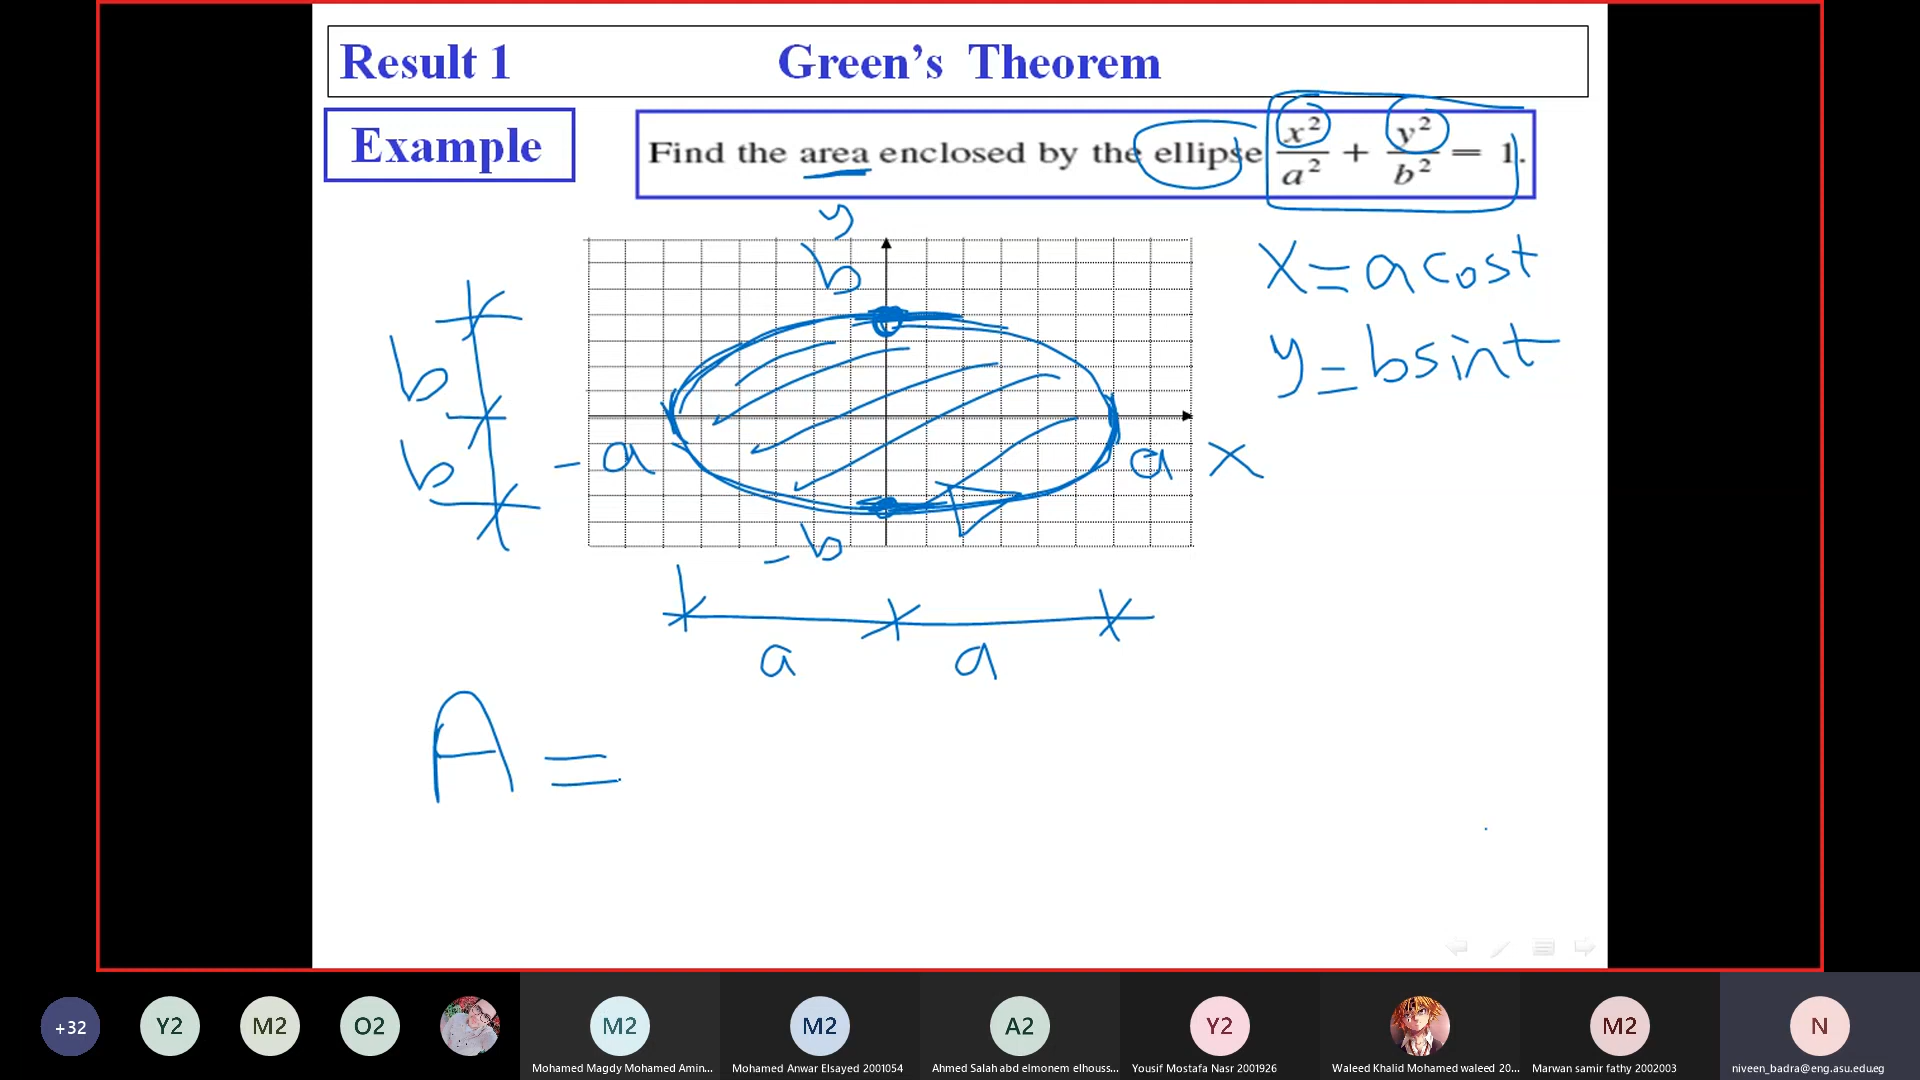 Result 1 Green's Theorem
Example
Find the area enclosed by the ellipse x²/a² + y²/b² = 1.
y
b
x = a cos t
y = b sin t
b
b
-a
a
x
-b
a a
A =
+32
Y2
M2
O2
M2
M2
A2
Y2
M2
N
Mohamed Magdy Mohamed Amin...
Mohamed Anwar Elsayed 2001054
Ahmed Salah abd elmonem elhouss...
Yousif Mostafa Nasr 2001926
Waleed Khalid Mohamed waleed 20...
Marwan samir fathy 2002003
niveen_badra@eng.asu.edu.eg